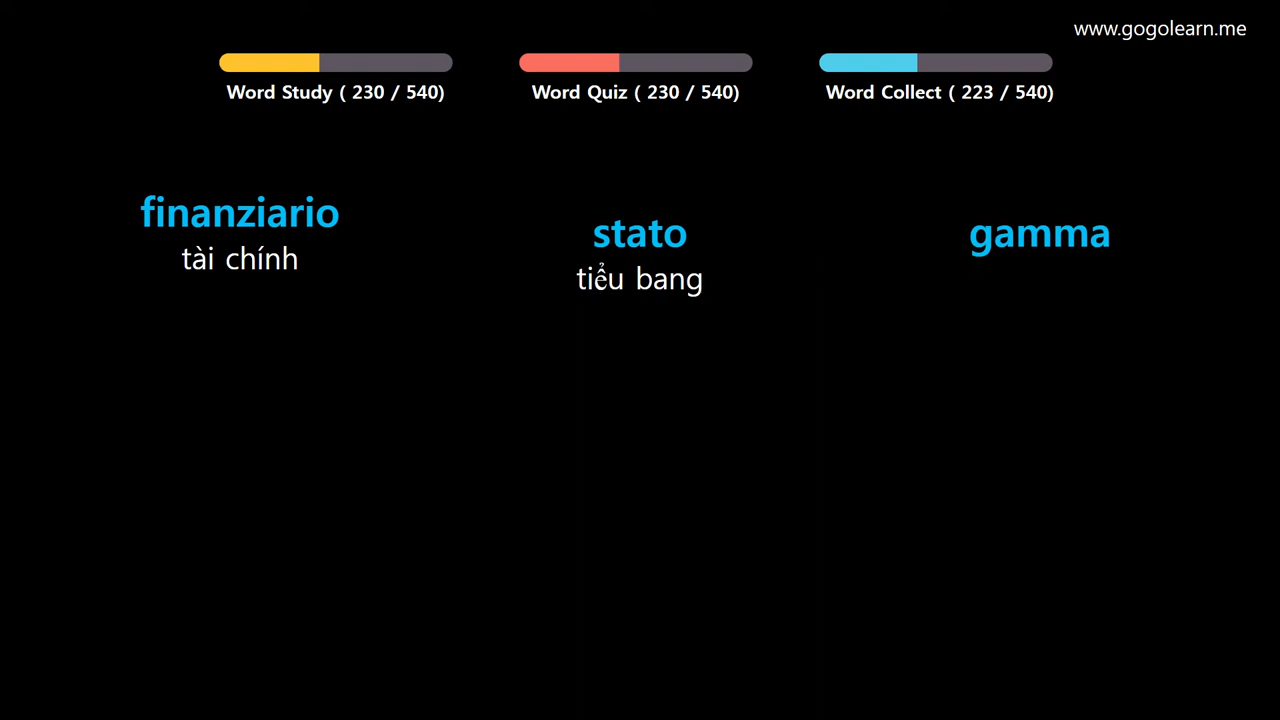 www.gogolearn.me
Word Study ( 230 / 540)
Word Quiz ( 230 / 540)
Word Collect ( 223 / 540)
finanziario
tài chính
stato
tiểu bang
gamma